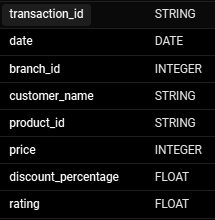 transaction_id STRING
date DATE
branch_id INTEGER
customer_name STRING
product_id STRING
price INTEGER
discount_percentage FLOAT
rating FLOAT